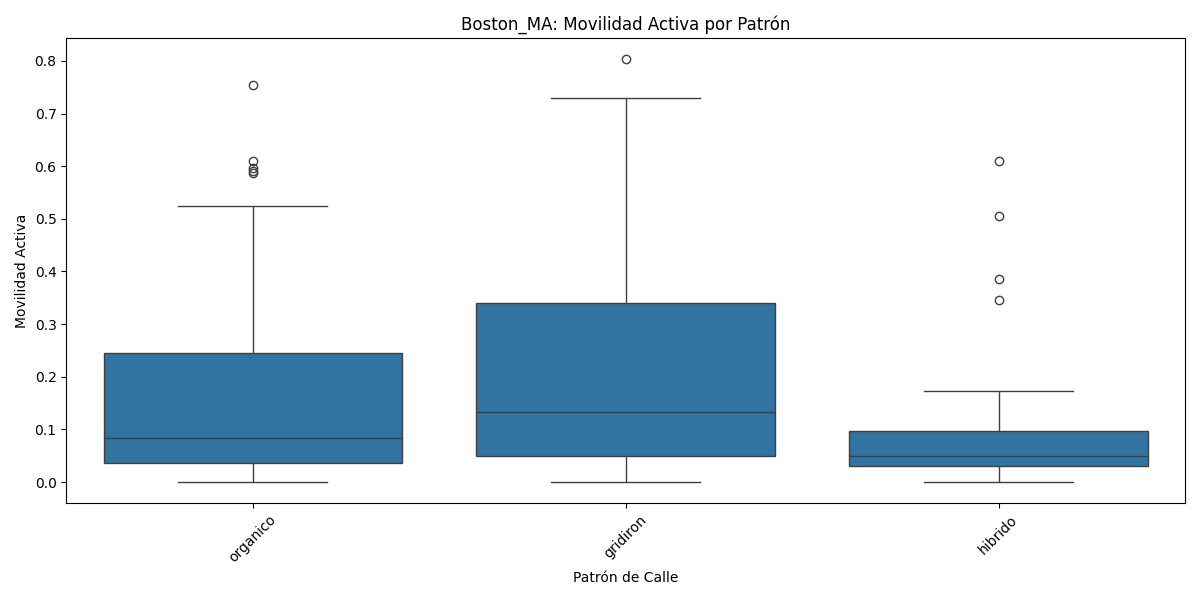 Boston_MA: Movilidad Activa por Patrón
Movilidad Activa
0.8
0.7
0.6
0.5
0.4
0.3
0.2
0.1
0.0
organico
gridiron
hibrido
Patrón de Calle